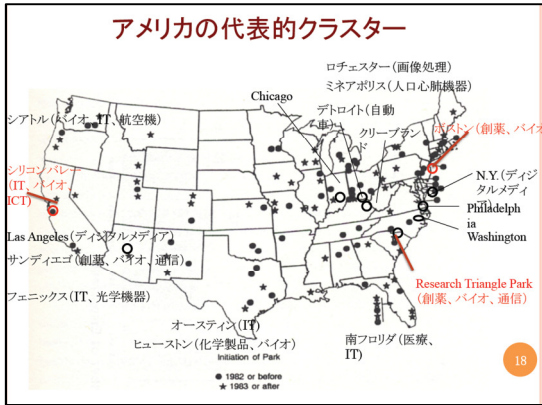 アメリカの代表的クラスター
ロチェスター(画像処理)
ミネアポリス(人口心肺機器)
Chicago
デトロイト(自動
車)
クリーブラン
ド
シアトル(バイオ、IT、航空機)
ボストン(創薬、バイオ
シリコンバレー
(IT、バイオ、
ICT)
N.Y.(ディジ
タルメディ
ア)
Philadelph
ia
Washington
Las Angeles(ディジタルメディア)
サンディエゴ(創薬、バイオ、通信)
Research Triangle Park
(創薬、バイオ、通信)
フェニックス(IT、光学機器)
オースティン(IT)
ヒューストン(化学製品、バイオ)
南フロリダ(医療、
IT)
Initiation of Park
1982 or before
1983 or after
18